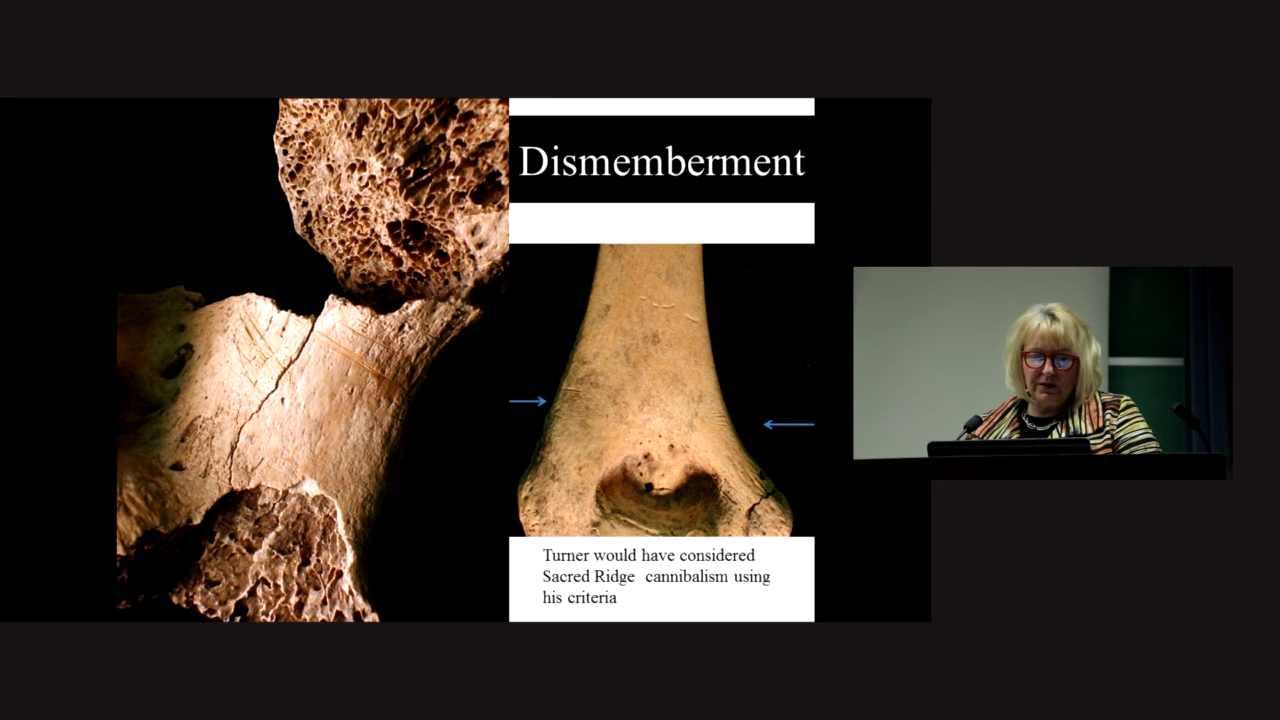 Dismemberment
Turner would have considered
Sacred Ridge cannibalism using
his criteria